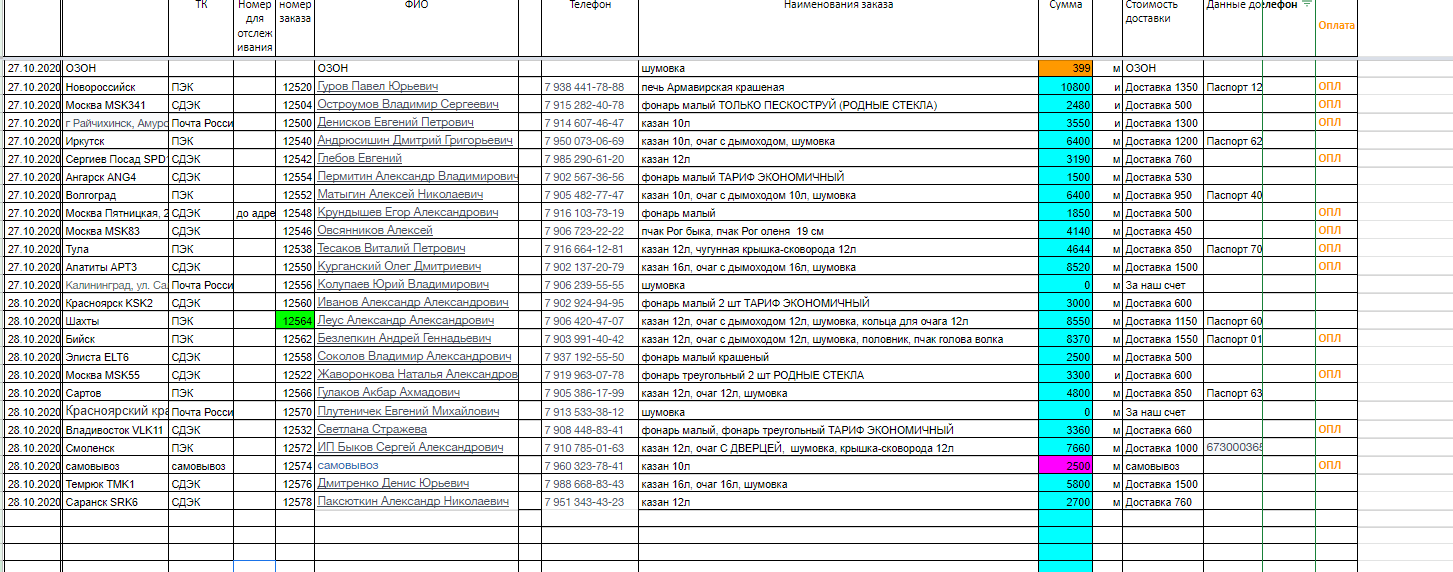 ТК Номер для отслеживания номер заказа ФИО Телефон Наименования заказа Сумма Стоимость доставки Данные до елефон Оплата
27.10.2020 ОЗОН ОЗОН шумовка 399 м ОЗОН
27.10.2020 Новороссийск ПЭК 12520 Гуров Павел Юрьевич 7 938 441-78-88 печь Армавирская крашеная 10800 и Доставка 1350 Паспорт 12 ОПЛ
27.10.2020 Москва MSK341 СДЭК 12504 Остроумов Владимир Сергеевич 7 915 282-40-78 фонарь малый ТОЛЬКО ПЕСКОСТРУЙ (РОДНЫЕ СТЕКЛА) 2480 и Доставка 500 ОПЛ
27.10.2020 г Райчихинск, Амурс Почта Росси 12500 Денисков Евгений Петрович 7 914 607-46-47 казан 10л 3550 и Доставка 1300 ОПЛ
27.10.2020 Иркутск ПЭК 12540 Андрюсишин Дмитрий Григорьевич 7 950 073-06-69 казан 10л, очаг с дымоходом, шумовка 6400 м Доставка 1200 Паспорт 62
27.10.2020 Сергиев Посад SPD1 СДЭК 12542 Глебов Евгений 7 985 290-61-20 казан 12л 3190 м Доставка 760 ОПЛ
27.10.2020 Ангарск ANG4 СДЭК 12554 Пермитин Александр Владимирович 7 902 567-36-56 фонарь малый ТАРИФ ЭКОНОМИЧНЫЙ 1500 м Доставка 530
27.10.2020 Волгоград ПЭК 12552 Матыгин Алексей Николаевич 7 905 482-77-47 казан 10л, очаг с дымоходом 10л, шумовка 6400 м Доставка 950 Паспорт 40
27.10.2020 Москва Пятницкая, 2 СДЭК до адре 12548 Крундышев Егор Александрович 7 916 103-73-19 фонарь малый 1850 м Доставка 500 ОПЛ
27.10.2020 Москва MSK83 СДЭК 12546 Овсянников Алексей 7 906 723-22-22 пчак Рог быка, пчак Рог оленя 19 см 4140 м Доставка 450 ОПЛ
27.10.2020 Тула ПЭК 12538 Тесаков Виталий Петрович 7 916 664-12-81 казан 12л, чугунная крышка-сковорода 12л 4644 м Доставка 850 Паспорт 70 ОПЛ
27.10.2020 Апатиты APT3 СДЭК 12550 Курганский Олег Дмитриевич 7 902 137-20-79 казан 16л, очаг с дымоходом 16л, шумовка 8520 м Доставка 1500 ОПЛ
27.10.2020 Калининград, ул. Са Почта Росси 12556 Колупаев Юрий Владимирович 7 906 239-55-55 шумовка 0 м За наш счет
28.10.2020 Красноярск KSK2 СДЭК 12560 Иванов Александр Александрович 7 902 924-94-95 фонарь малый 2 шт ТАРИФ ЭКОНОМИЧНЫЙ 3000 м Доставка 600
28.10.2020 Шахты ПЭК 12564 Леус Александр Александрович 7 906 420-47-07 казан 12л, очаг с дымоходом 12л, шумовка, кольца для очага 12л 8550 м Доставка 1150 Паспорт 60
28.10.2020 Бийск ПЭК 12562 Безлепкин Андрей Геннадьевич 7 903 991-40-42 казан 12л, очаг с дымоходом 12л, шумовка, половник, пчак голова волка 8370 м Доставка 1550 Паспорт 01 ОПЛ
28.10.2020 Элиста ELT6 СДЭК 12558 Соколов Владимир Александрович 7 937 192-55-50 фонарь малый крашеный 2500 м Доставка 500
28.10.2020 Москва MSK55 СДЭК 12522 Жаворонкова Наталья Александров 7 919 963-07-78 фонарь треугольный 2 шт РОДНЫЕ СТЕКЛА 3300 и Доставка 600 ОПЛ
28.10.2020 Сартов ПЭК 12566 Гулаков Акбар Ахмадович 7 905 386-17-99 казан 12л, очаг 12л, шумовка 4800 м Доставка 850 Паспорт 63
28.10.2020 Красноярский кра Почта Росси 12570 Плутеничек Евгений Михайлович 7 913 533-38-12 шумовка 0 м За наш счет
28.10.2020 Владивосток VLK11 СДЭК 12532 Светлана Стражева 7 908 448-83-41 фонарь малый, фонарь треугольный ТАРИФ ЭКОНОМИЧНЫЙ 3360 м Доставка 660 ОПЛ
28.10.2020 Смоленск ПЭК 12572 ИП Быков Сергей Александрович 7 910 785-01-63 казан 12л, очаг С ДВЕРЦЕЙ, шумовка, крышка-сковорода 12л 7660 м Доставка 1000 673000365
28.10.2020 самовывоз самовывоз 12574 самовывоз 7 960 323-78-41 казан 10л 2500 м самовывоз ОПЛ
28.10.2020 Темрюк TMK1 СДЭК 12576 Дмитренко Денис Юрьевич 7 988 668-83-43 казан 16л, очаг 16л, шумовка 5800 м Доставка 1500
28.10.2020 Саранск SRK6 СДЭК 12578 Паксюткин Александр Николаевич 7 951 343-43-23 казан 12л 2700 м Доставка 760